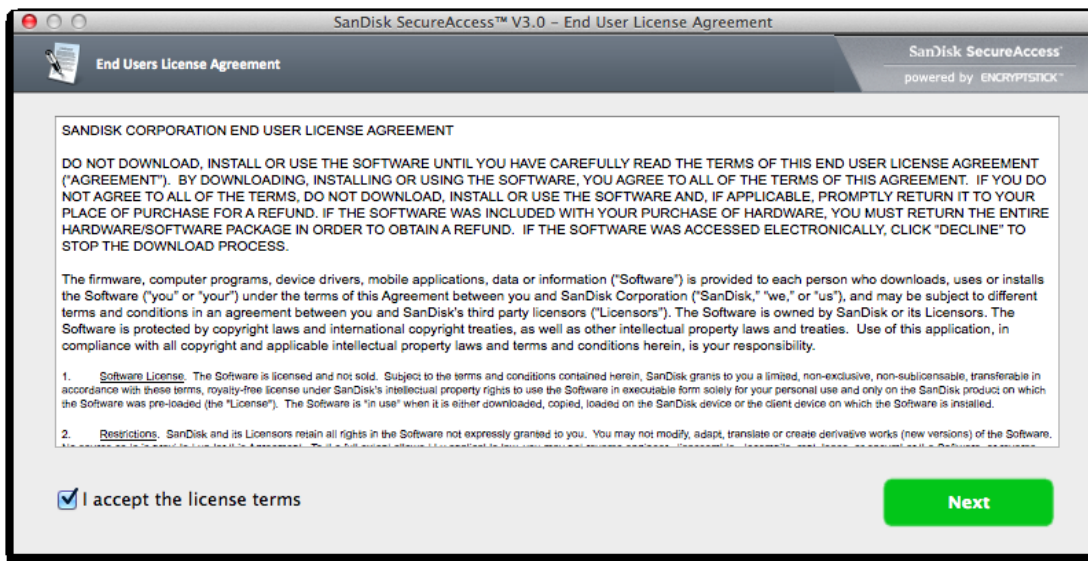 SanDisk SecureAccess™ V3.0 – End User License Agreement
End Users License Agreement
SanDisk SecureAccess™
powered by ENCRYPTSTICK™
SANDISK CORPORATION END USER LICENSE AGREEMENT
DO NOT DOWNLOAD, INSTALL OR USE THE SOFTWARE UNTIL YOU HAVE CAREFULLY READ THE TERMS OF THIS END USER LICENSE AGREEMENT
("AGREEMENT"). BY DOWNLOADING, INSTALLING OR USING THE SOFTWARE, YOU AGREE TO ALL OF THE TERMS OF THIS AGREEMENT. IF YOU DO
NOT AGREE TO ALL OF THE TERMS, DO NOT DOWNLOAD, INSTALL OR USE THE SOFTWARE AND, IF APPLICABLE, PROMPTLY RETURN IT TO YOUR
PLACE OF PURCHASE FOR A REFUND. IF THE SOFTWARE WAS INCLUDED WITH YOUR PURCHASE OF HARDWARE, YOU MUST RETURN THE ENTIRE
HARDWARE/SOFTWARE PACKAGE IN ORDER TO OBTAIN A REFUND. IF THE SOFTWARE WAS ACCESSED ELECTRONICALLY, CLICK "DECLINE" TO
STOP THE DOWNLOAD PROCESS.
The firmware, computer programs, device drivers, mobile applications, data or information ("Software") is provided to each person who downloads, uses or installs
the Software ("you" or "your") under the terms of this Agreement between you and SanDisk Corporation ("SanDisk," "we," or "us"), and may be subject to different
terms and conditions in an agreement between you and SanDisk's third party licensors ("Licensors"). The Software is owned by SanDisk or its Licensors. The
Software is protected by copyright laws and international copyright treaties, as well as other intellectual property laws and treaties. Use of this application, in
compliance with all copyright and applicable intellectual property laws and terms and conditions herein, is your responsibility.
1. Software License. The Software is licensed and not sold. Subject to the terms and conditions contained herein, SanDisk grants to you a limited, non-exclusive, non-sublicensable, transferable in
accordance with these terms, royalty-free license under SanDisk's intellectual property rights to use the Software in executable form solely for your personal use and only on the SanDisk product on which
the Software was pre-loaded (the "License"). The Software is "in use" when it is either downloaded, copied, loaded on the SanDisk device or the client device on which the Software is installed.
2. Restrictions. SanDisk and its Licensors retain all rights in the Software not expressly granted to you. You may not modify, adapt, translate or create derivative works (new versions) of the Software.
I accept the license terms
Next